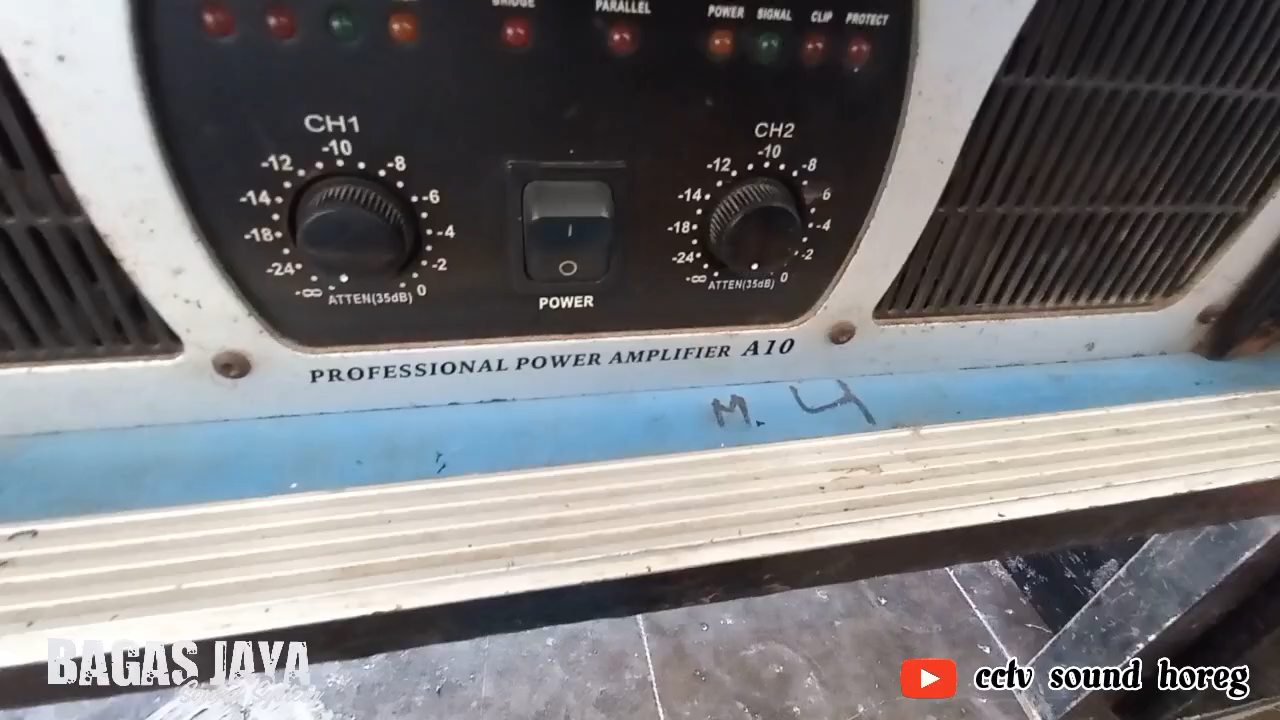 BRIDGE PARALLEL POWER SIGNAL CLIP PROTECT
CH1
-10
-12 -8
-14 -6
-18 -4
-24 -2
-∞ ATTEN(35dB) 0
I
O
POWER
CH2
-10
-12 -8
-14 6
-18 -4
-24 -2
-∞ ATTEN(35dB) 0
PROFESSIONAL POWER AMPLIFIER A10
M. 4
BAGAS JAYA
cctv sound horeg